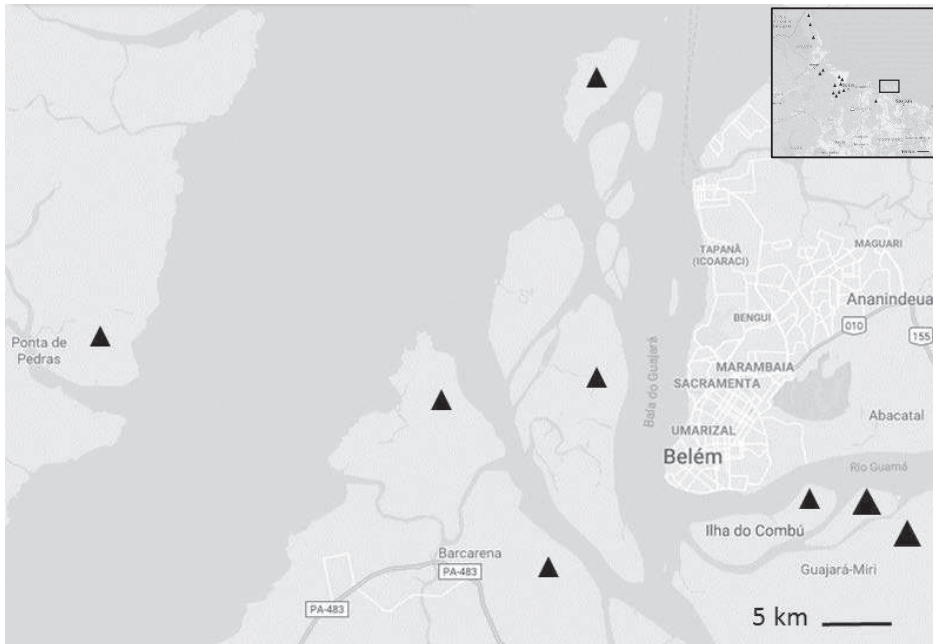 TAPANÃ
(ICOARACI)
MAGUARI
Ananindeua
BENGUI
010
155
Ponta de
Pedras
Baía do Guajará
MARAMBAIA
SACRAMENTA
Abacatal
UMARIZAL
Belém
RIO GUAMÁ
Ilha do Combú
Barcarena
PA-483
Guajará-Miri
PA-483
5 km